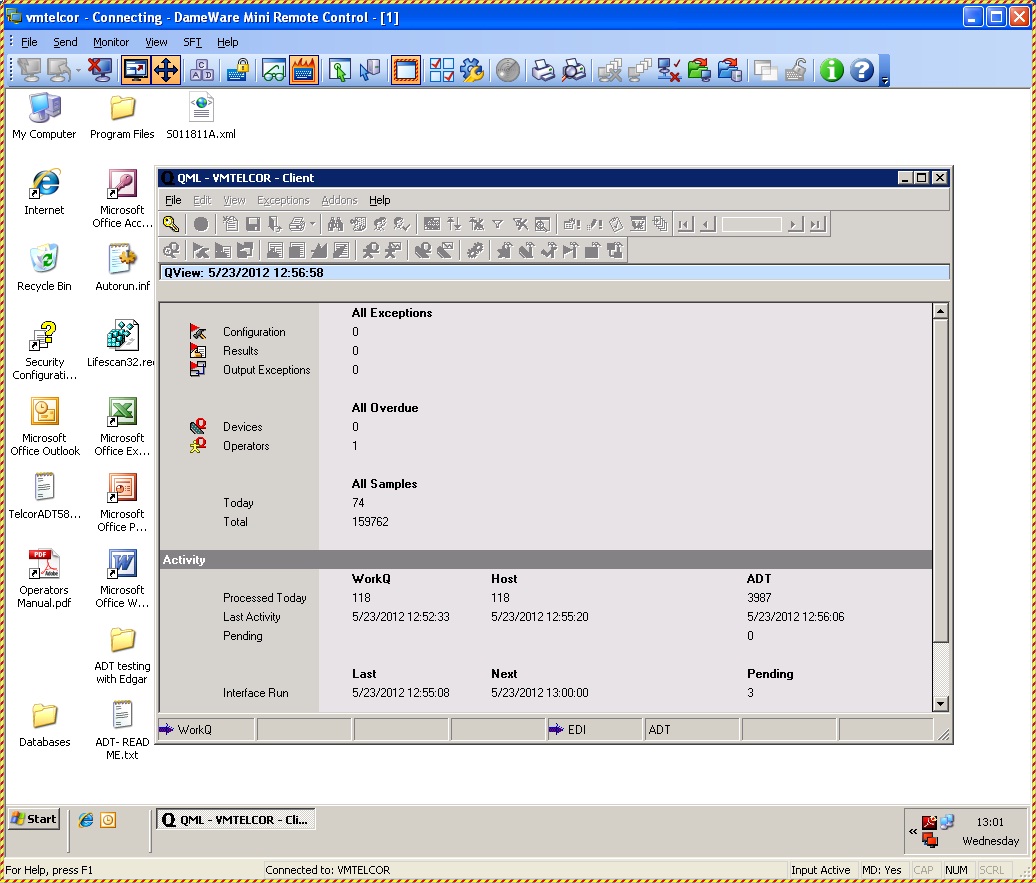 vmtelcor - Connecting - DameWare Mini Remote Control - [1]
File Send Monitor View SFT Help
My Computer
Program Files
S011811A.xml
Internet
Microsoft
Office Acc...
Recycle Bin
Autorun.inf
Security
Configurati...
Lifescan32.re
Microsoft
Office Outlook
Microsoft
Office Ex...
TelcorADT58...
Microsoft
Office P...
Operators
Manual.pdf
Microsoft
Office W...
ADT testing
with Edgar
Databases
ADT- READ
ME.txt
QML - VMTELCOR - Client
File Edit View Exceptions Addons Help
QView: 5/23/2012 12:56:58
All Exceptions
Configuration 0
Results 0
Output Exceptions 0
All Overdue
Devices 0
Operators 1
All Samples
Today 74
Total 159762
Activity
WorkQ Host ADT
Processed Today 118 118 3987
Last Activity 5/23/2012 12:52:33 5/23/2012 12:55:20 5/23/2012 12:56:06
Pending 0
Last Next Pending
Interface Run 5/23/2012 12:55:08 5/23/2012 13:00:00 3
WorkQ EDI ADT
Start
QML - VMTELCOR - Cli...
13:01
Wednesday
For Help, press F1 Connected to: VMTELCOR Input Active MD: Yes CAP NUM SCRL